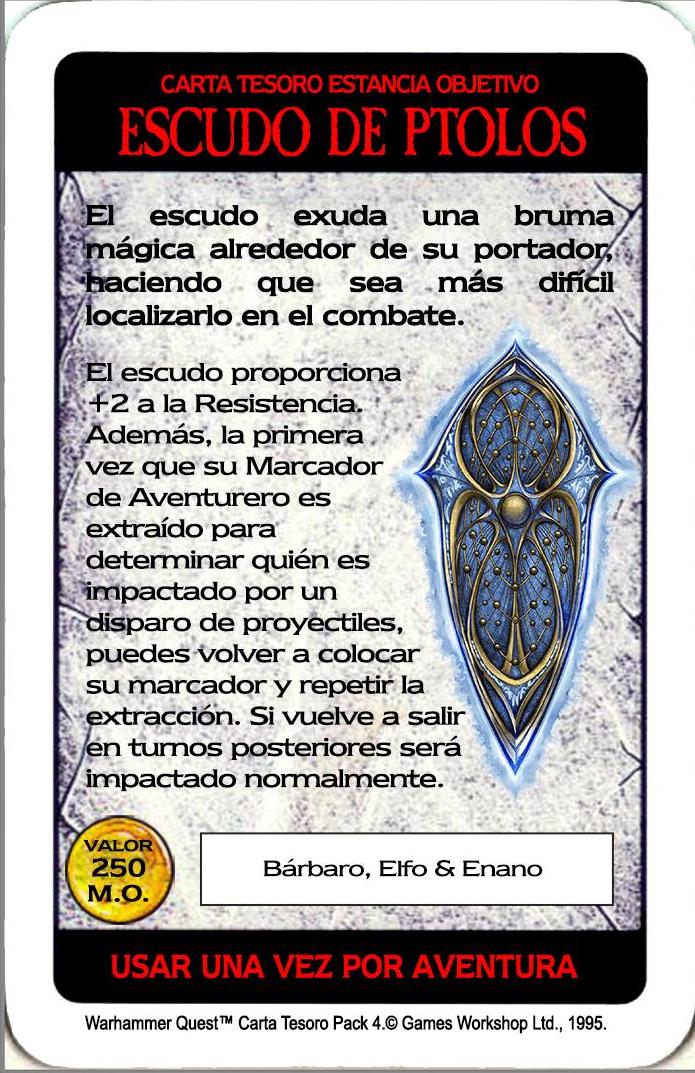 CARTA TESORO ESTANCIA OBJETIVO
ESCUDO DE PTOLOS
El escudo exuda una bruma
mágica alrededor de su portador,
haciendo que sea más difícil
localizarlo en el combate.
El escudo proporciona
+2 a la Resistencia.
Además, la primera
vez que su Marcador
de Aventurero es
extraído para
determinar quién es
impactado por un
disparo de proyectiles,
puedes volver a colocar
su marcador y repetir la
extracción. Si vuelve a salir
en turnos posteriores será
impactado normalmente.
VALOR
250
M.O.
Bárbaro, Elfo & Enano
USAR UNA VEZ POR AVENTURA
Warhammer Quest™ Carta Tesoro Pack 4.© Games Workshop Ltd., 1995.